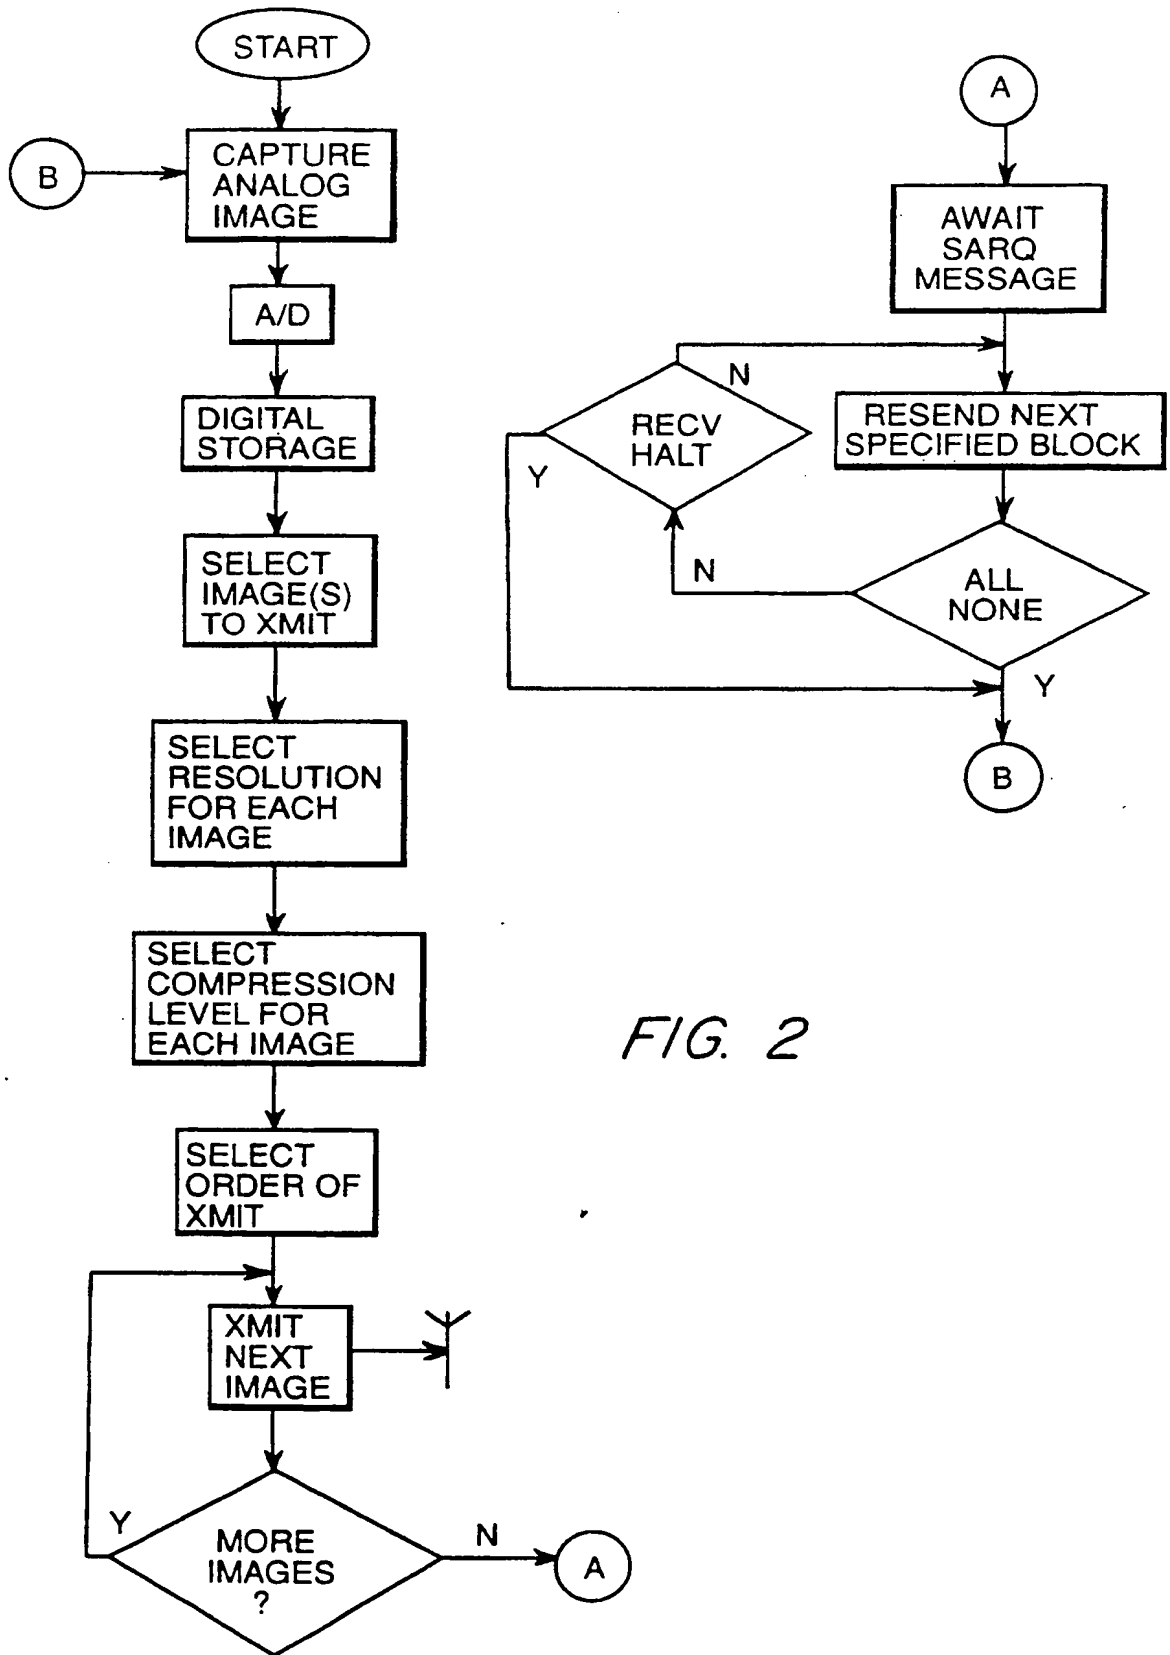 START
B
CAPTURE
ANALOG
IMAGE
A/D
DIGITAL
STORAGE
SELECT
IMAGE(S)
TO XMIT
SELECT
RESOLUTION
FOR EACH
IMAGE
SELECT
COMPRESSION
LEVEL FOR
EACH IMAGE
SELECT
ORDER OF
XMIT
XMIT
NEXT
IMAGE
Y
MORE
IMAGES
?
N
A
A
AWAIT
SARQ
MESSAGE
N
RECV
HALT
Y
RESEND NEXT
SPECIFIED BLOCK
N
ALL
NONE
Y
B
FIG. 2